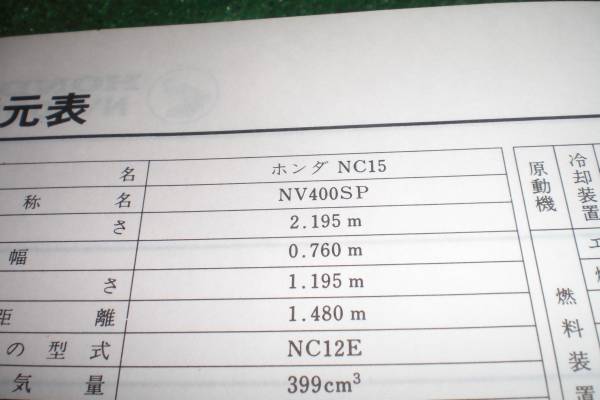 元表
名 ホンダ NC15
称 名 NV400SP
さ 2.195 m
幅 0.760 m
さ 1.195 m
距 離 1.480 m
の 型 式 NC12E
気 量 399cm³
原動機
冷却装置
エ
燃料装置